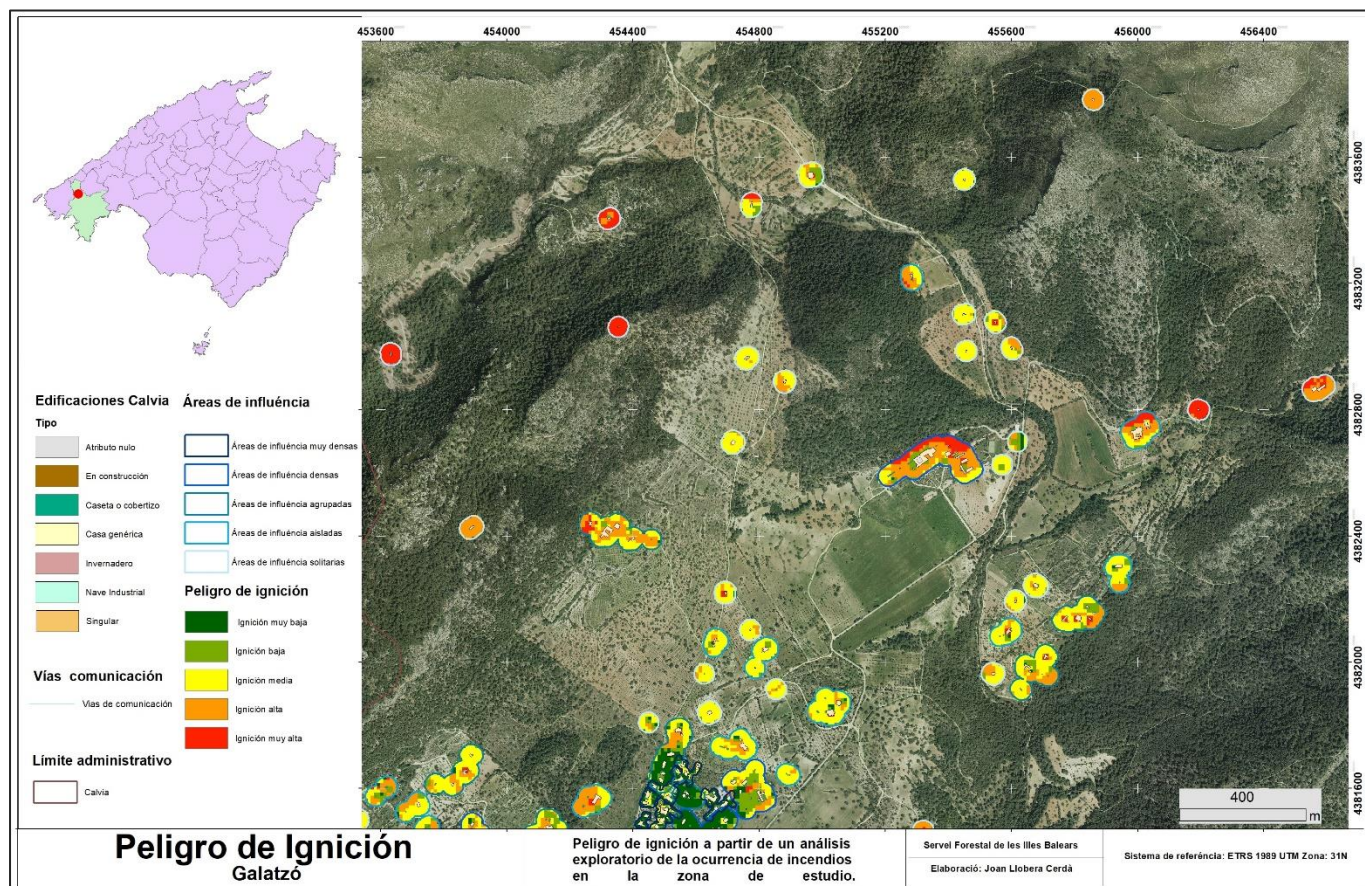 453600 454000 454400 454800 455200 455600 456000 456400
4383600
4383200
4382800
4382400
4382000
4381600
Edificaciones Calvia
Tipo
Atributo nulo
En construcción
Caseta o cobertizo
Casa genérica
Invernadero
Nave Industrial
Singular
Vías comunicación
Vias de comunicación
Límite administrativo
Calvia
Áreas de influéncia
Áreas de influéncia muy densas
Áreas de influéncia densas
Áreas de influéncia agrupadas
Áreas de influéncia aisladas
Áreas de influéncia solitarias
Peligro de ignición
Ignición muy baja
Ignición baja
Ignición media
Ignición alta
Ignición muy alta
400
m
Peligro de Ignición
Galatzó
Peligro de ignición a partir de un análisis
exploratorio de la ocurrencia de incendios
en la zona de estudio.
Servei Forestal de les Illes Balears
Elaboració: Joan Llobera Cerdà
Sistema de referéncia: ETRS 1989 UTM Zona: 31N